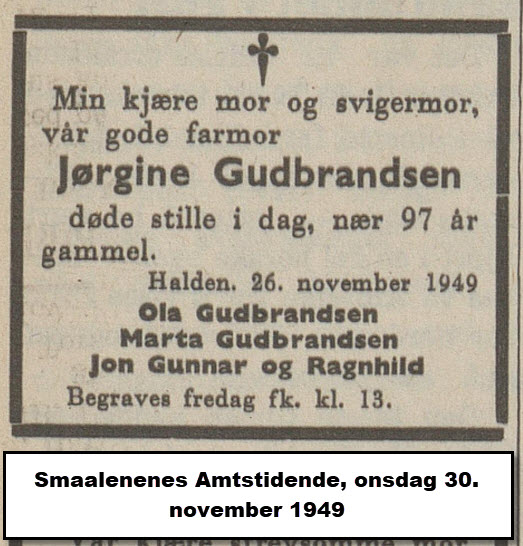 Min kjære mor og svigermor,
vår gode farmor
Jørgine Gudbrandsen
døde stille i dag, nær 97 år
gammel.
Halden. 26. november 1949
Ola Gudbrandsen
Marta Gudbrandsen
Jon Gunnar og Ragnhild
Begraves fredag fk. kl. 13.
Smaalenenes Amtstidende, onsdag 30.
november 1949